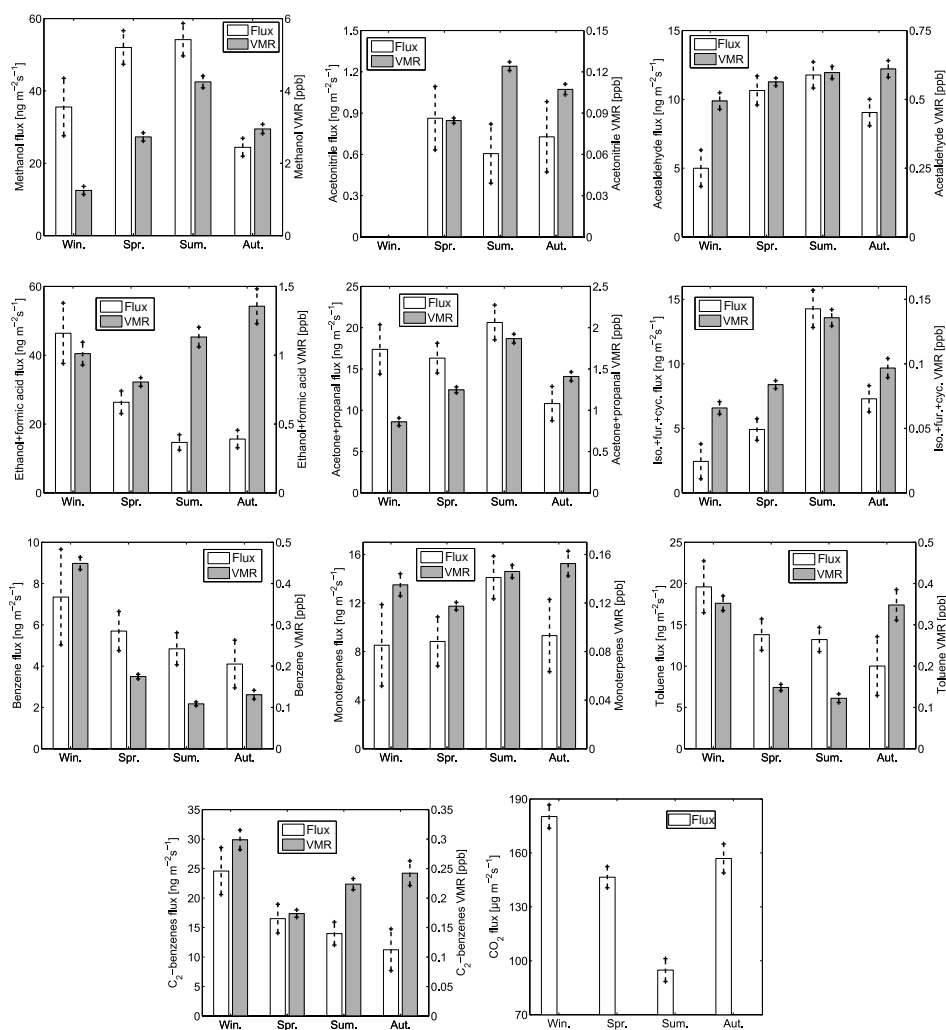 60
40
20
0
Methanol flux [ng m−2s−1]
Flux
VMR
6
4
2
0
Methanol VMR [ppb]
Win. Spr. Sum. Aut.
1.5
1.2
0.9
0.6
0.3
0
Acetonitrile flux [ng m−2s−1]
Flux
VMR
0.15
0.12
0.09
0.06
0.03
0
Acetonitrile VMR [ppb]
Win. Spr. Sum. Aut.
15
10
5
0
Acetaldehyde flux [ng m−2s−1]
Flux
VMR
0.75
0.5
0.25
0
Acetaldehyde VMR [ppb]
Win. Spr. Sum. Aut.
60
40
20
0
Ethanol+formic acid flux [ng m−2s−1]
Flux
VMR
1.5
1
0.5
0
Ethanol+formic acid VMR [ppb]
Win. Spr. Sum. Aut.
25
20
15
10
5
0
Acetone+propanal flux [ng m−2s−1]
Flux
VMR
2.5
2
1.5
1
0.5
0
Acetone+propanal VMR [ppb]
Win. Spr. Sum. Aut.
15
10
5
0
Iso.+fur.+cyc. flux [ng m−2s−1]
Flux
VMR
0.15
0.1
0.05
0
Iso.+fur.+cyc. VMR [ppb]
Win. Spr. Sum. Aut.
10
8
6
4
2
0
Benzene flux [ng m−2s−1]
Flux
VMR
0.5
0.4
0.3
0.2
0.1
0
Benzene VMR [ppb]
Win. Spr. Sum. Aut.
16
12
8
4
0
Monoterpenes flux [ng m−2s−1]
Flux
VMR
0.16
0.12
0.08
0.04
0
Monoterpenes VMR [ppb]
Win. Spr. Sum. Aut.
25
20
15
10
5
0
Toluene flux [ng m−2s−1]
Flux
VMR
0.5
0.4
0.3
0.2
0.1
0
Toluene VMR [ppb]
Win. Spr. Sum. Aut.
35
30
25
20
15
10
5
0
C2−benzenes flux [ng m−2s−1]
Flux
VMR
0.35
0.3
0.25
0.2
0.15
0.1
0.05
0
C2−benzenes VMR [ppb]
Win. Spr. Sum. Aut.
190
160
130
100
70
CO2 flux [µg m−2s−1]
Flux
Win. Spr. Sum. Aut.